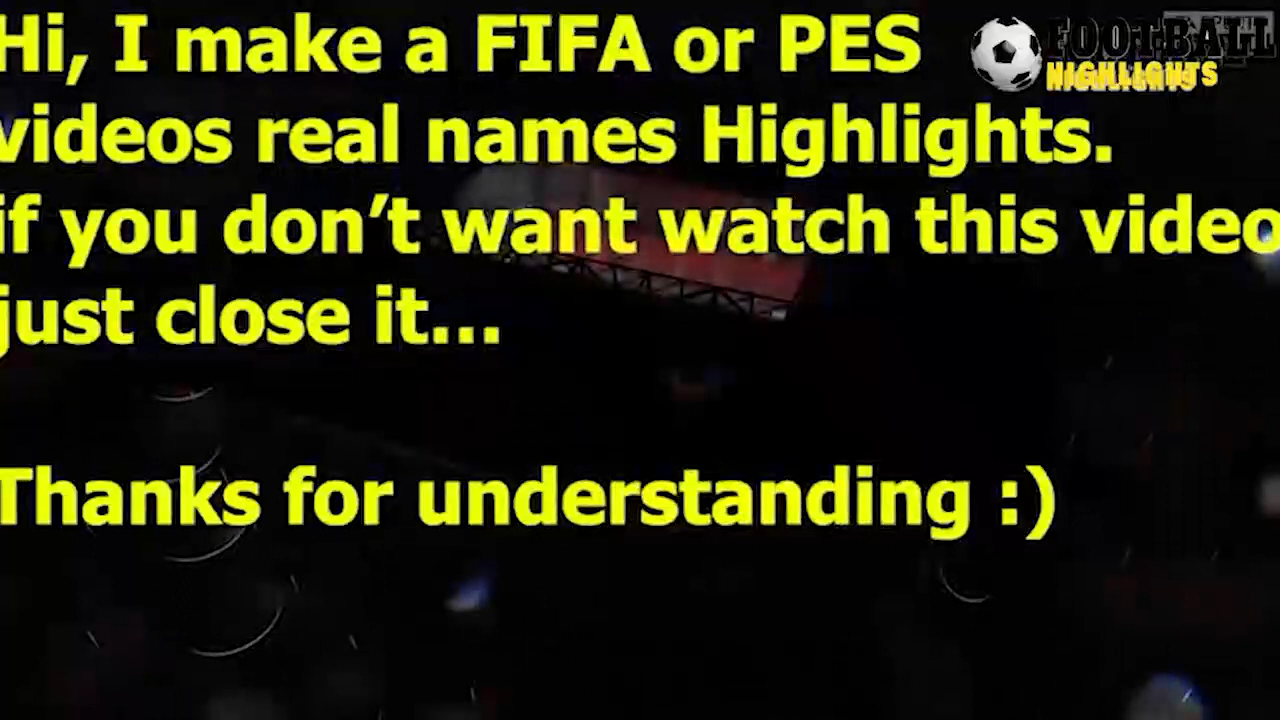 Hi, I make a FIFA or PES
videos real names Highlights.
if you don't want watch this video
just close it...
Thanks for understanding :)
FOOTBALL
HIGHLIGHTS